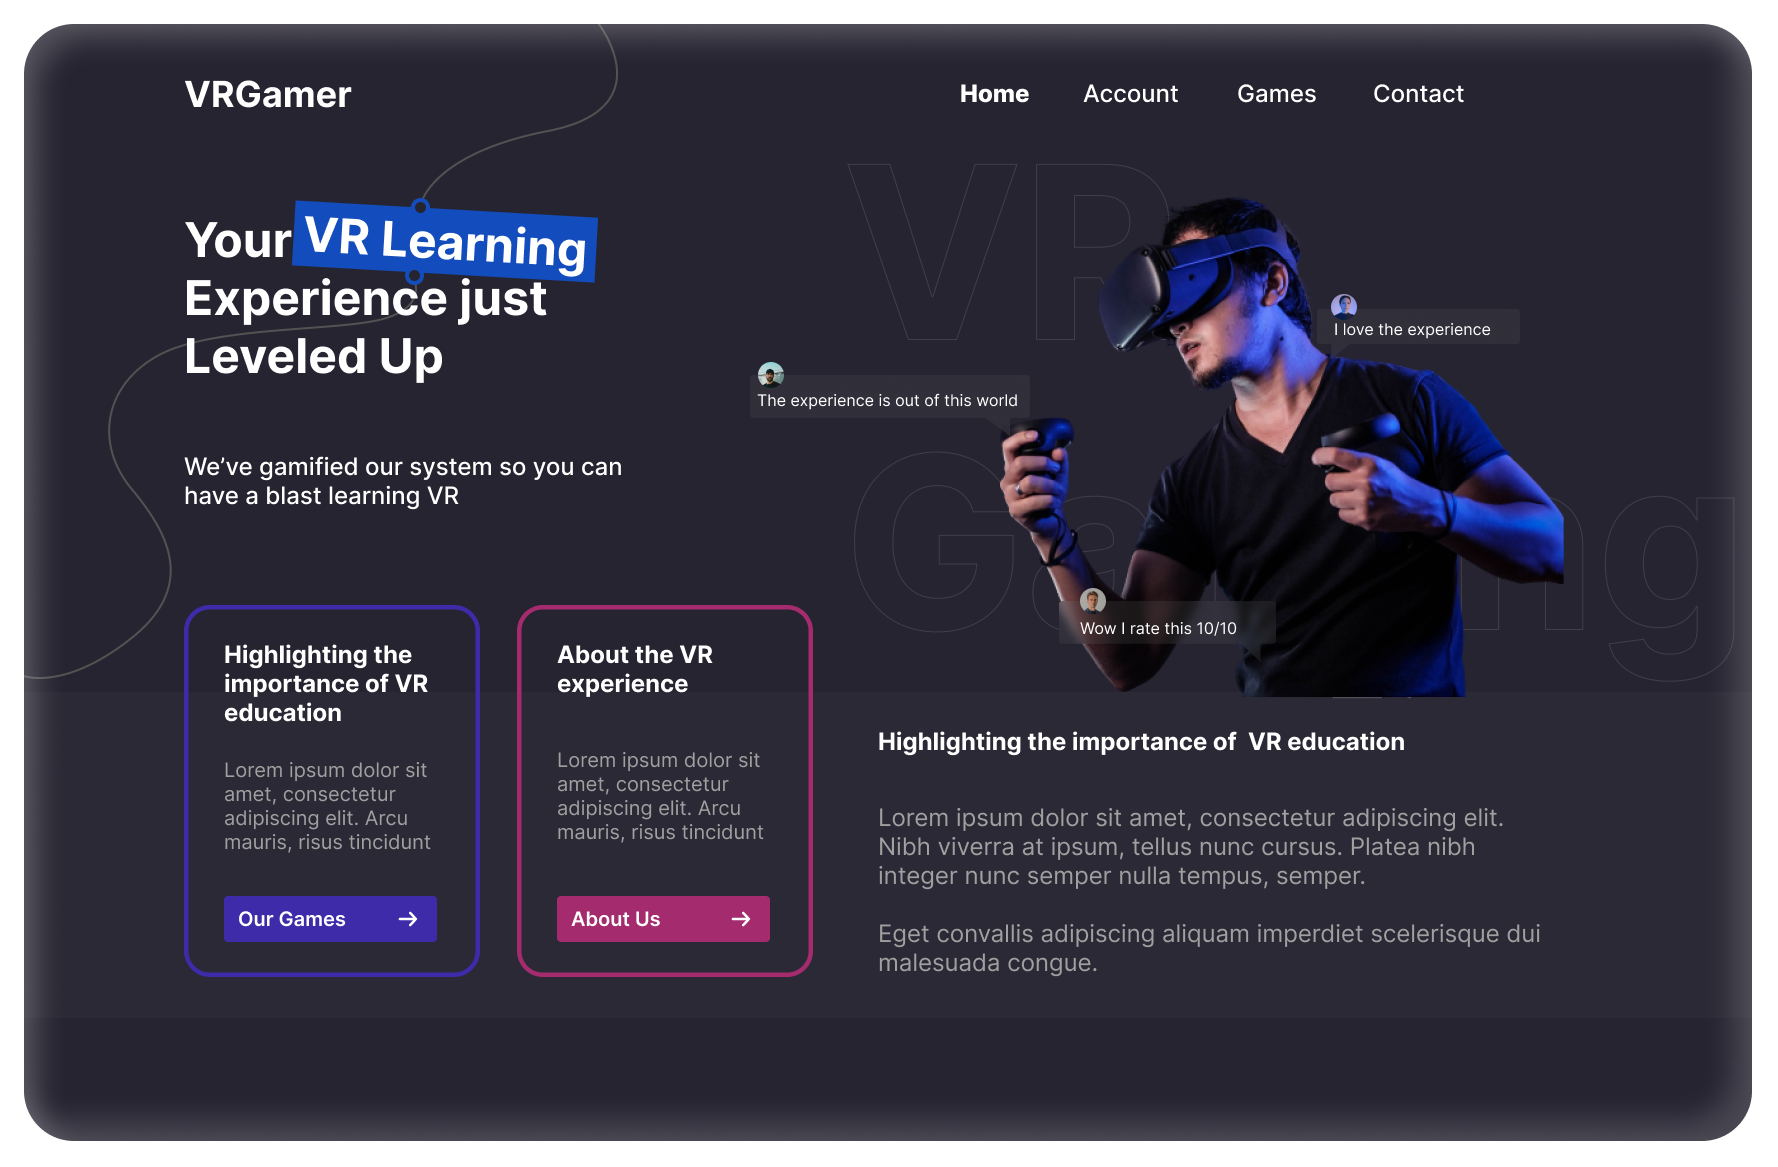 VRGamer
Home
Account
Games
Contact
VR
Your VR Learning
Experience just
Leveled Up
I love the experience
The experience is out of this world
We’ve gamified our system so you can
have a blast learning VR
Gaming
Wow I rate this 10/10
Highlighting the
importance of VR
education
Lorem ipsum dolor sit
amet, consectetur
adipiscing elit. Arcu
mauris, risus tincidunt
Our Games
About the VR
experience
Lorem ipsum dolor sit
amet, consectetur
adipiscing elit. Arcu
mauris, risus tincidunt
About Us
Highlighting the importance of  VR education
Lorem ipsum dolor sit amet, consectetur adipiscing elit.
Nibh viverra at ipsum, tellus nunc cursus. Platea nibh
integer nunc semper nulla tempus, semper.
Eget convallis adipiscing aliquam imperdiet scelerisque dui
malesuada congue.